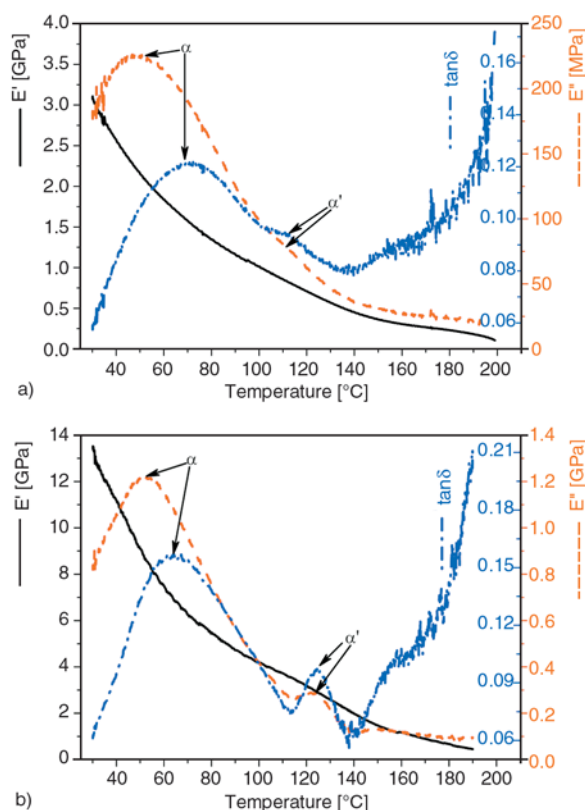 E' [GPa]
4.0
3.5
3.0
2.5
2.0
1.5
1.0
0.5
0.0
α
α'
tanδ
0.16
0.14
0.12
0.10
0.08
0.06
250
200
150
100
50
0
E" [MPa]
40 60 80 100 120 140 160 180 200
Temperature [°C]
a)
E' [GPa]
14
12
10
8
6
4
2
0
α
α'
tanδ
0.21
0.18
0.15
0.12
0.09
0.06
1.4
1.2
1.0
0.8
0.6
0.4
0.2
0.0
E" [GPa]
40 60 80 100 120 140 160 180 200
Temperature [°C]
b)